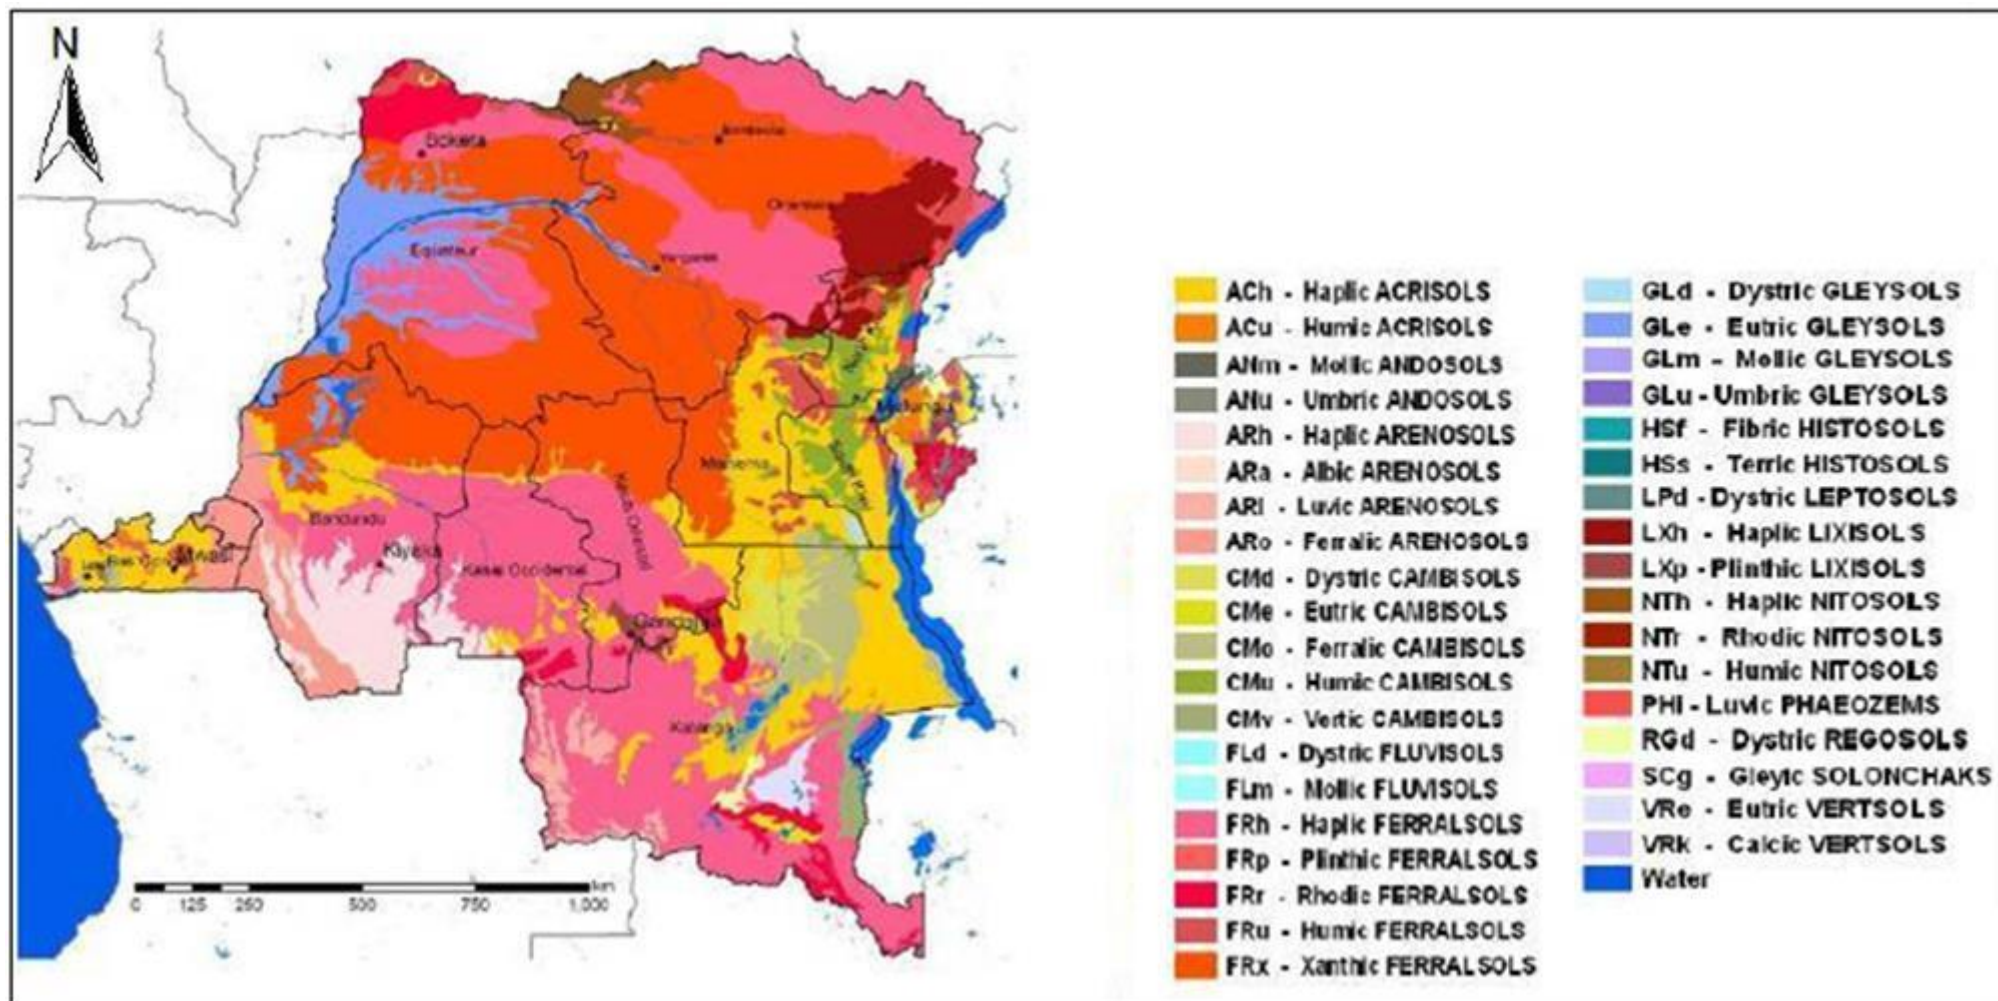 N
Boketa
Equateur
Yangambi
Maniema
Bandundu
Kiyaka
Kasai Occidental
Kasai Oriental
Gandajika
Katanga
km
0 125 250 500 750 1,000
ACh - Haplic ACRISOLS
ACu - Humic ACRISOLS
ANm - Mollic ANDOSOLS
ANu - Umbric ANDOSOLS
ARh - Haplic ARENOSOLS
ARa - Albic ARENOSOLS
ARl - Luvic ARENOSOLS
ARo - Ferralic ARENOSOLS
CMd - Dystric CAMBISOLS
CMe - Eutric CAMBISOLS
CMo - Ferralic CAMBISOLS
CMu - Humic CAMBISOLS
CMv - Vertic CAMBISOLS
FLd - Dystric FLUVISOLS
FLm - Mollic FLUVISOLS
FRh - Haplic FERRALSOLS
FRp - Plinthic FERRALSOLS
FRr - Rhodic FERRALSOLS
FRu - Humic FERRALSOLS
FRx - Xanthic FERRALSOLS
GLd - Dystric GLEYSOLS
GLe - Eutric GLEYSOLS
GLm - Mollic GLEYSOLS
GLu - Umbric GLEYSOLS
HSf - Fibric HISTOSOLS
HSs - Terric HISTOSOLS
LPd - Dystric LEPTOSOLS
LXh - Haplic LIXISOLS
LXp - Plinthic LIXISOLS
NTh - Haplic NITOSOLS
NTr - Rhodic NITOSOLS
NTu - Humic NITOSOLS
PHl - Luvic PHAEOZEMS
RGd - Dystric REGOSOLS
SCg - Gleyic SOLONCHAKS
VRe - Eutric VERTSOLS
VRk - Calcic VERTSOLS
Water